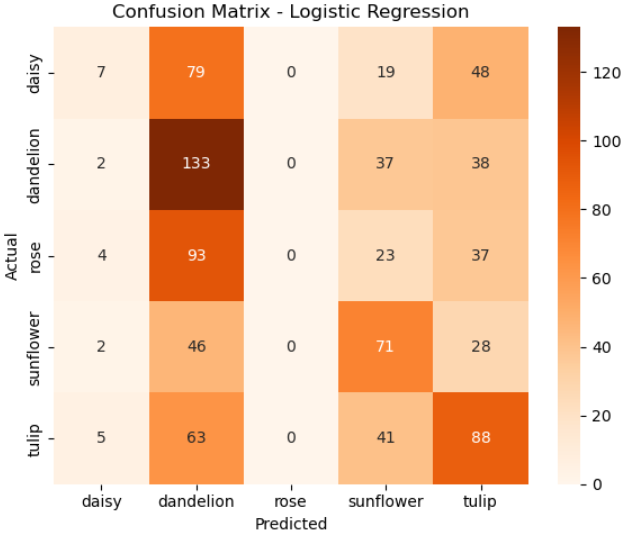 Confusion Matrix - Logistic Regression
daisy 7 79 0 19 48
dandelion 2 133 0 37 38
rose 4 93 0 23 37
sunflower 2 46 0 71 28
tulip 5 63 0 41 88
daisy dandelion rose sunflower tulip
Predicted
Actual
120
100
80
60
40
20
0